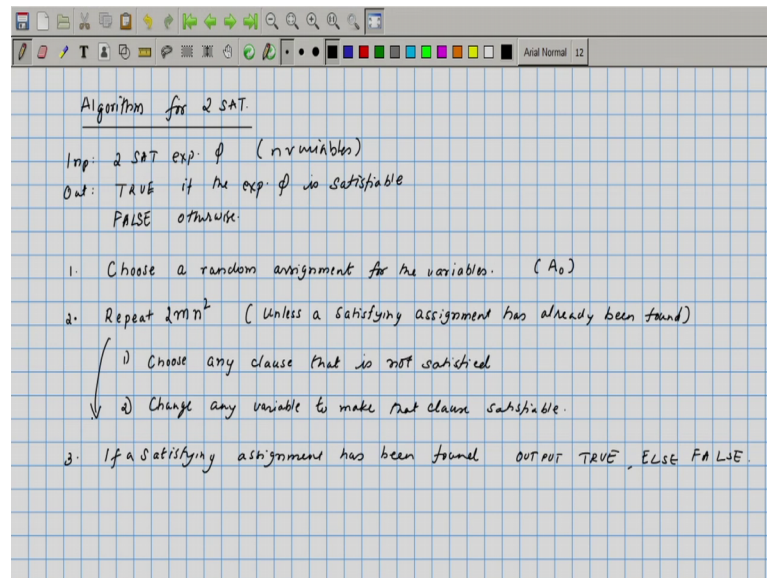 T
Arial Normal 12
Algorithm for 2 SAT.
Inp: 2 SAT exp. φ (n variables)
Out: TRUE if the exp. φ is satisfiable
FALSE otherwise.
1. Choose a random assignment for the variables. (A₀)
2. Repeat 2mn² (unless a satisfying assignment has already been found)
1) Choose any clause that is not satisfied
2) Change any variable to make that clause satisfiable.
3. If a satisfying assignment has been found OUTPUT TRUE, ELSE FALSE.